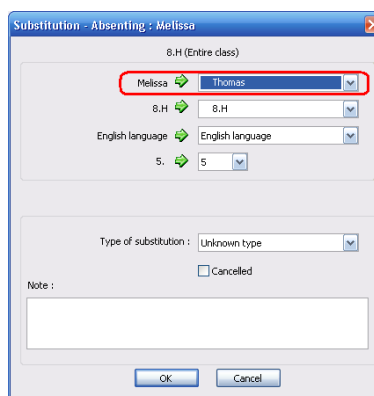 Substitution - Absenting : Melissa
8.H (Entire class)
Melissa Thomas
8.H 8.H
English language English language
5. 5
Type of substitution : Unknown type
Cancelled
Note :
OK Cancel